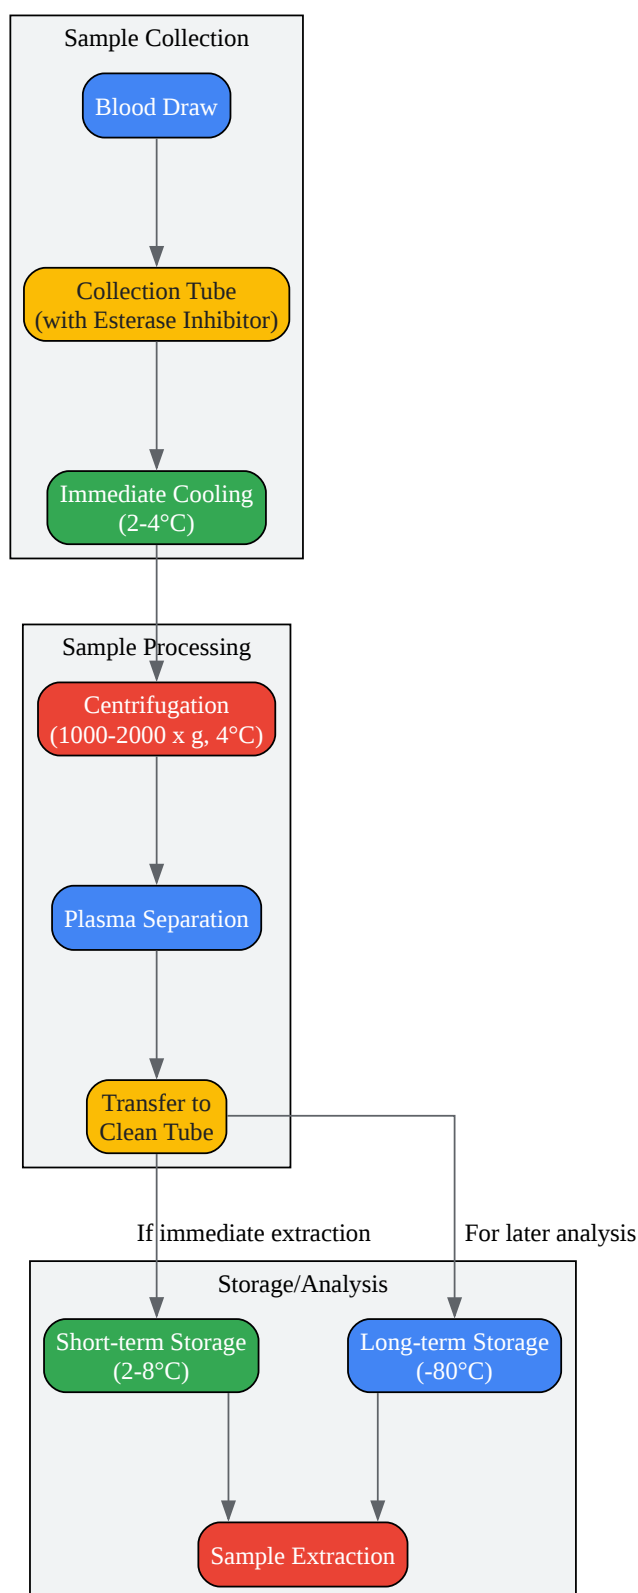 Sample Collection
Blood Draw
Collection Tube
(with Esterase Inhibitor)
Immediate Cooling
(2-4°C)
Sample Processing
Centrifugation
(1000-2000 x g, 4°C)
Plasma Separation
Transfer to
Clean Tube
If immediate extraction
For later analysis
Storage/Analysis
Short-term Storage
(2-8°C)
Long-term Storage
(-80°C)
Sample Extraction